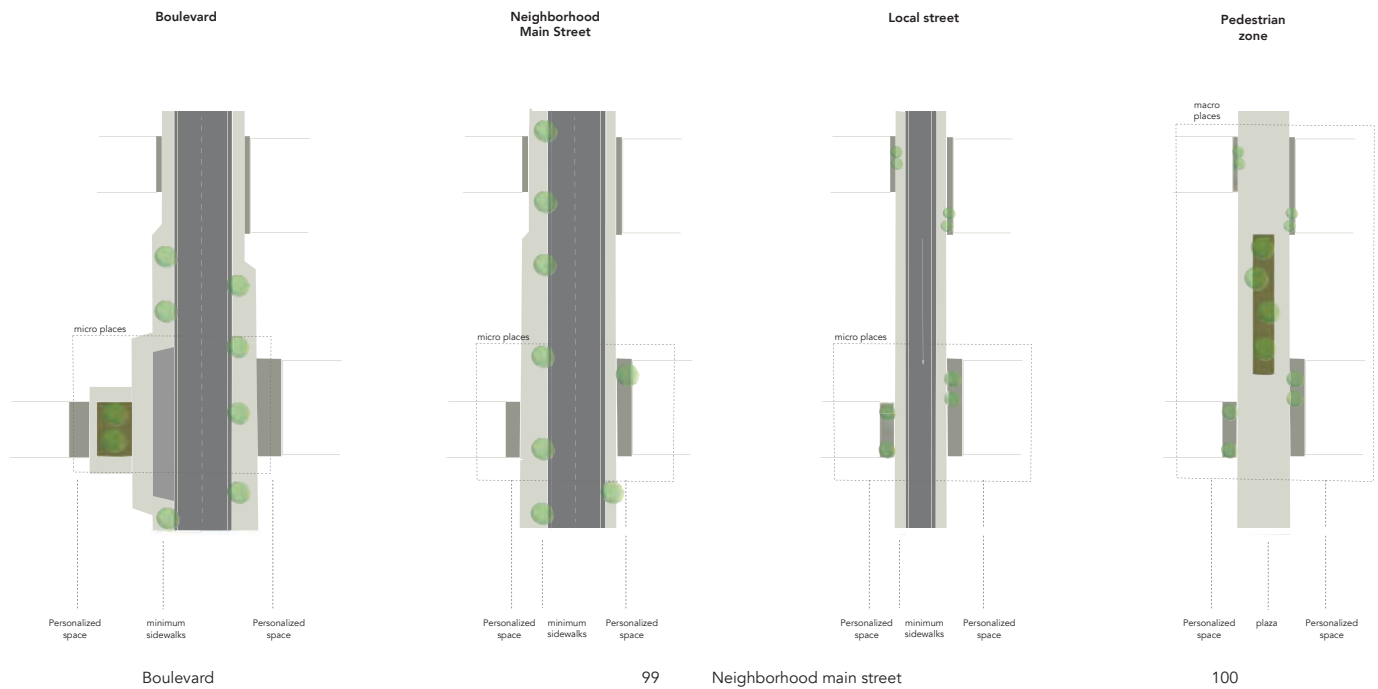 Boulevard
Neighborhood
Main Street
Local street
Pedestrian
zone
macro
places
micro places
micro places
micro places
Personalized
space
minimum
sidewalks
Personalized
space
Personalized
space
minimum
sidewalks
Personalized
space
Personalized
space
minimum
sidewalks
Personalized
space
Personalized
space
plaza
Personalized
space
Boulevard
99
Neighborhood main street
100